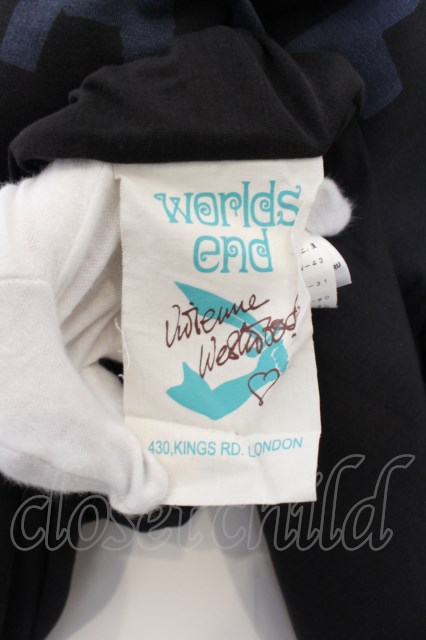 worlds
end
Vivienne
Westwood
430,KINGS RD. LONDON
closet child